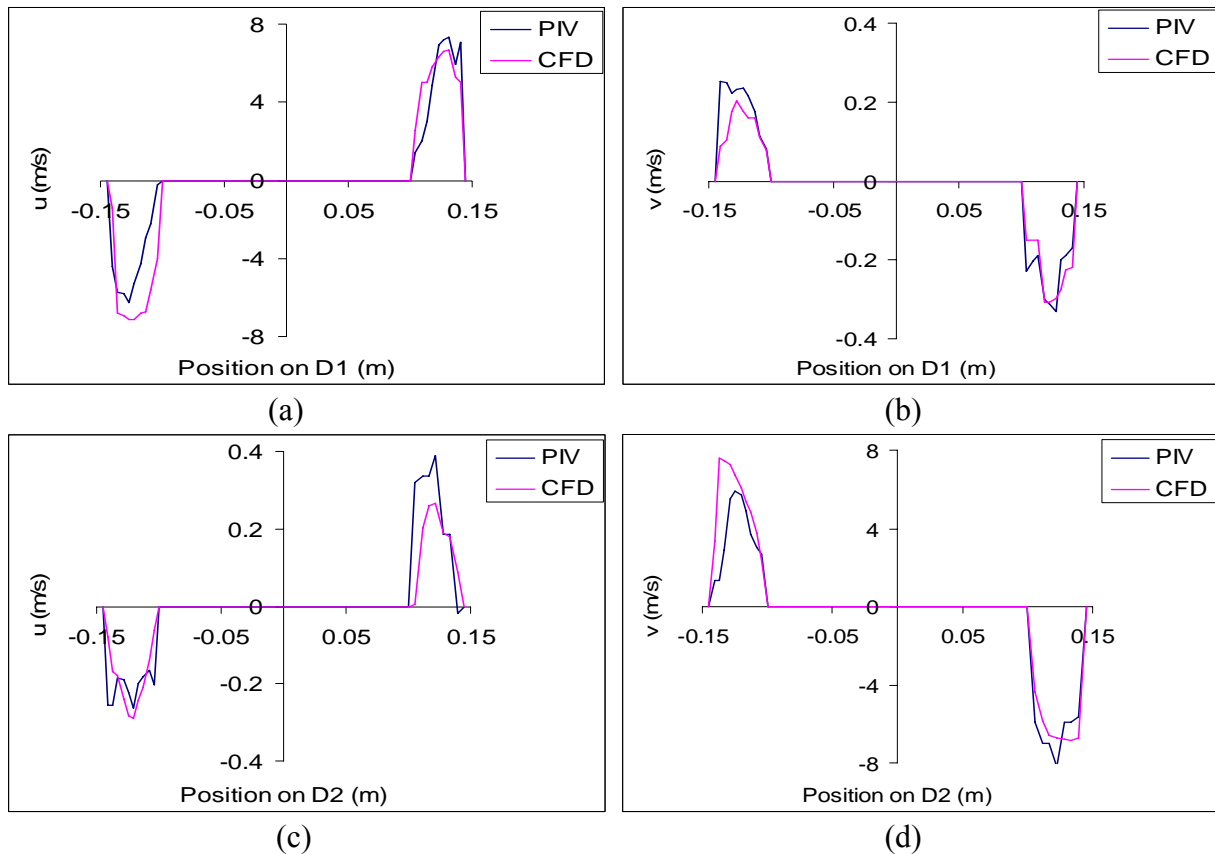 8
4
0
-4
-8
-0.15
-0.05
0.05
0.15
u (m/s)
Position on D1 (m)
PIV
CFD
(a)
0.4
0.2
0
-0.2
-0.4
-0.15
-0.05
0.05
0.15
v (m/s)
Position on D1 (m)
PIV
CFD
(b)
0.4
0.2
0
-0.2
-0.4
-0.15
-0.05
0.05
0.15
u (m/s)
Position on D2 (m)
PIV
CFD
(c)
8
4
0
-4
-8
-0.15
-0.05
0.05
0.15
v (m/s)
Position on D2 (m)
PIV
CFD
(d)